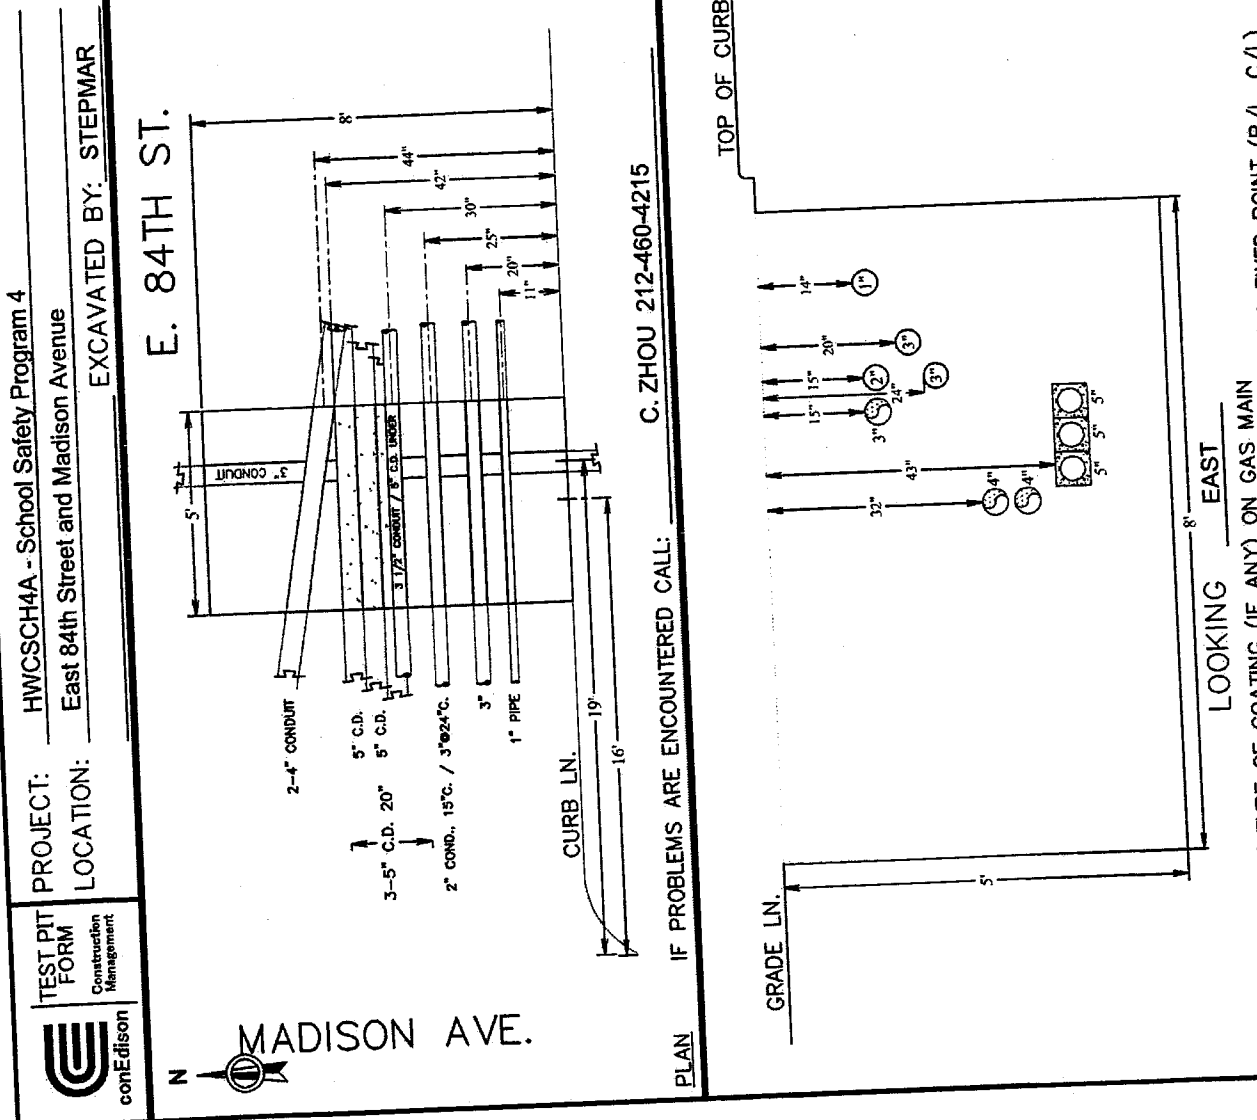 conEdison
TEST PIT
FORM
Construction
Management
PROJECT: HWCSCH4A - School Safety Program 4
LOCATION: East 84th Street and Madison Avenue
EXCAVATED BY: STEPMAR
N
MADISON AVE.
E. 84TH ST.
5'
8'
44"
42"
30"
25"
20"
11"
3" CONDUIT
3 1/2" CONDUIT / 5" C.D. UNDER
2-4" CONDUIT
5" C.D.
5" C.D.
3-5" C.D. 20"
2" COND., 15"C. / 3"@24"C.
3"
1" PIPE
CURB LN.
19'
16'
PLAN
IF PROBLEMS ARE ENCOUNTERED CALL: C. ZHOU 212-460-4215
GRADE LN.
TOP OF CURB
14"
1"
20"
3"
15"
2"
24"
3"
15"
3"
43"
5"
5"
5"
32"
4"
4"
5'
8'
LOOKING EAST
OF COATING (IF ANY) ON GAS MAIN
POINT